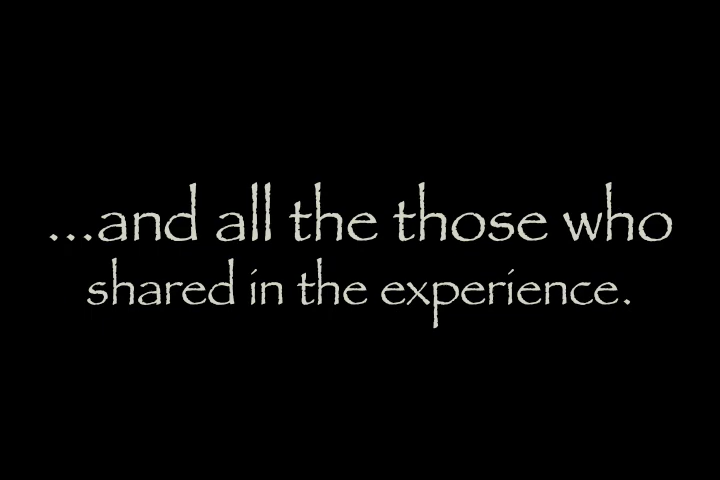 ...and all the those who
shared in the experience.